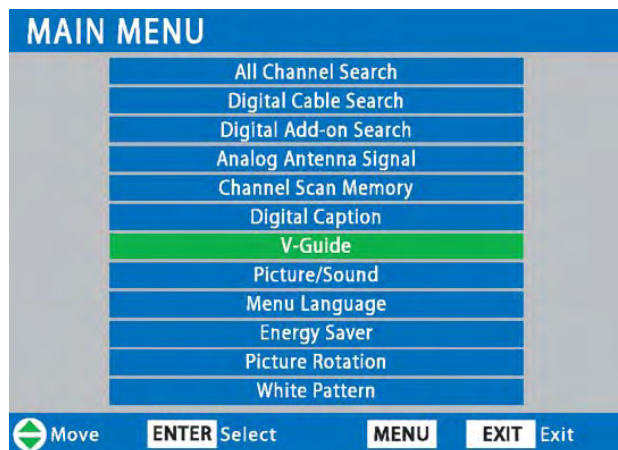 MAIN MENU
All Channel Search
Digital Cable Search
Digital Add-on Search
Analog Antenna Signal
Channel Scan Memory
Digital Caption
V-Guide
Picture/Sound
Menu Language
Energy Saver
Picture Rotation
White Pattern
Move ENTER Select MENU EXIT Exit